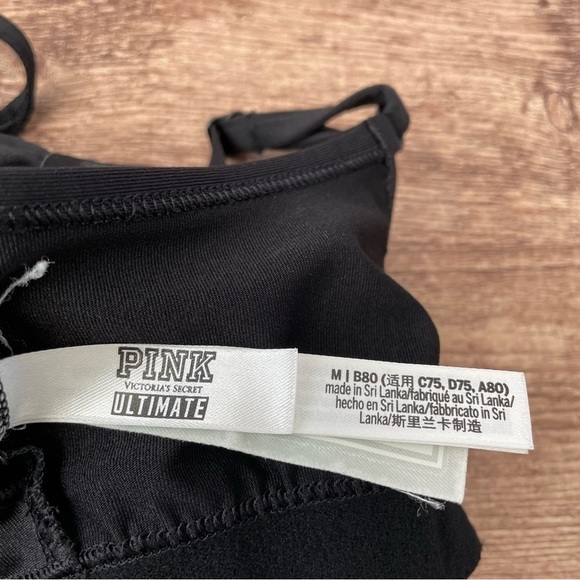 PINK
VICTORIA'S SECRET
ULTIMATE
M | B80 (适用 C75, D75, A80)
made in Sri Lanka/fabriqué au Sri Lanka/
hecho en Sri Lanka/fabbricato in Sri
Lanka/斯里兰卡制造